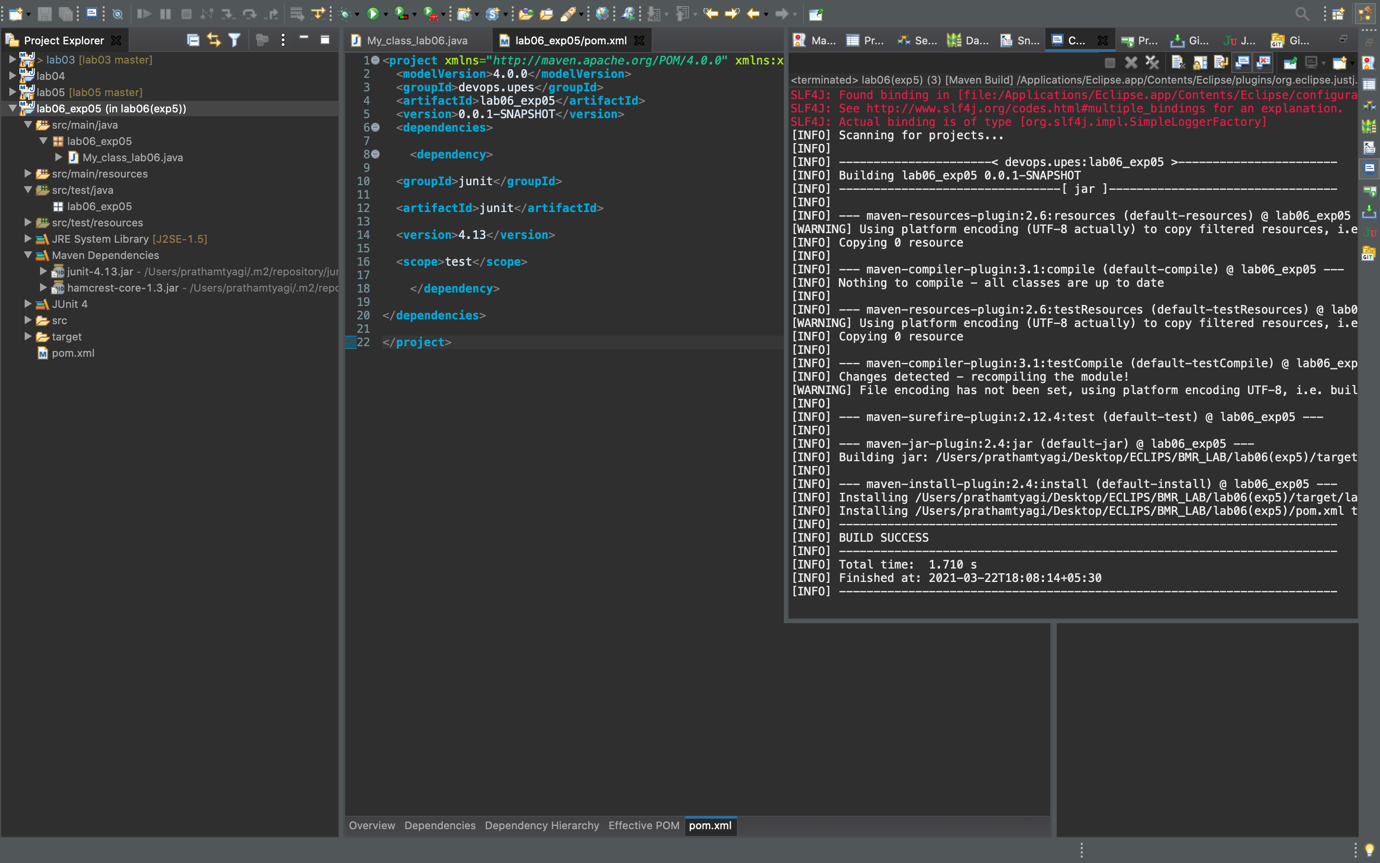 Project Explorer
> lab03 [lab03 master]
lab04
lab05 [lab05 master]
lab06_exp05 (in lab06(exp5))
src/main/java
lab06_exp05
My_class_lab06.java
src/main/resources
src/test/java
lab06_exp05
src/test/resources
JRE System Library [J2SE-1.5]
Maven Dependencies
junit-4.13.jar - /Users/prathamtyagi/.m2/repository/jur
hamcrest-core-1.3.jar - /Users/prathamtyagi/.m2/repo
JUnit 4
src
target
pom.xml
My_class_lab06.java
lab06_exp05/pom.xml
1 <project xmlns="http://maven.apache.org/POM/4.0.0" xmlns:x
2 <modelVersion>4.0.0</modelVersion>
3 <groupId>devops.upes</groupId>
4 <artifactId>lab06_exp05</artifactId>
5 <version>0.0.1-SNAPSHOT</version>
6 <dependencies>
7
8 <dependency>
9
10 <groupId>junit</groupId>
11
12 <artifactId>junit</artifactId>
13
14 <version>4.13</version>
15
16 <scope>test</scope>
17
18 </dependency>
19
20 </dependencies>
21
22 </project>
Overview Dependencies Dependency Hierarchy Effective POM pom.xml
Ma... Pr... Se... Da... Sn... C... Pr... Gi... J... Gi...
<terminated> lab06(exp5) (3) [Maven Build] /Applications/Eclipse.app/Contents/Eclipse/plugins/org.eclipse.justj.
SLF4J: Found binding in [file:/Applications/Eclipse.app/Contents/Eclipse/configura
SLF4J: See http://www.slf4j.org/codes.html#multiple_bindings for an explanation.
SLF4J: Actual binding is of type [org.slf4j.impl.SimpleLoggerFactory]
[INFO] Scanning for projects...
[INFO]
[INFO] ----------------------< devops.upes:lab06_exp05 >-----------------------
[INFO] Building lab06_exp05 0.0.1-SNAPSHOT
[INFO] --------------------------------[ jar ]---------------------------------
[INFO]
[INFO] --- maven-resources-plugin:2.6:resources (default-resources) @ lab06_exp05
[WARNING] Using platform encoding (UTF-8 actually) to copy filtered resources, i.e
[INFO] Copying 0 resource
[INFO]
[INFO] --- maven-compiler-plugin:3.1:compile (default-compile) @ lab06_exp05 ---
[INFO] Nothing to compile - all classes are up to date
[INFO]
[INFO] --- maven-resources-plugin:2.6:testResources (default-testResources) @ lab0
[WARNING] Using platform encoding (UTF-8 actually) to copy filtered resources, i.e
[INFO] Copying 0 resource
[INFO]
[INFO] --- maven-compiler-plugin:3.1:testCompile (default-testCompile) @ lab06_exp
[INFO] Changes detected - recompiling the module!
[WARNING] File encoding has not been set, using platform encoding UTF-8, i.e. buil
[INFO]
[INFO] --- maven-surefire-plugin:2.12.4:test (default-test) @ lab06_exp05 ---
[INFO]
[INFO] --- maven-jar-plugin:2.4:jar (default-jar) @ lab06_exp05 ---
[INFO] Building jar: /Users/prathamtyagi/Desktop/ECLIPS/BMR_LAB/lab06(exp5)/target
[INFO]
[INFO] --- maven-install-plugin:2.4:install (default-install) @ lab06_exp05 ---
[INFO] Installing /Users/prathamtyagi/Desktop/ECLIPS/BMR_LAB/lab06(exp5)/target/la
[INFO] Installing /Users/prathamtyagi/Desktop/ECLIPS/BMR_LAB/lab06(exp5)/pom.xml t
[INFO] ------------------------------------------------------------------------
[INFO] BUILD SUCCESS
[INFO] ------------------------------------------------------------------------
[INFO] Total time:  1.710 s
[INFO] Finished at: 2021-03-22T18:08:14+05:30
[INFO] ------------------------------------------------------------------------